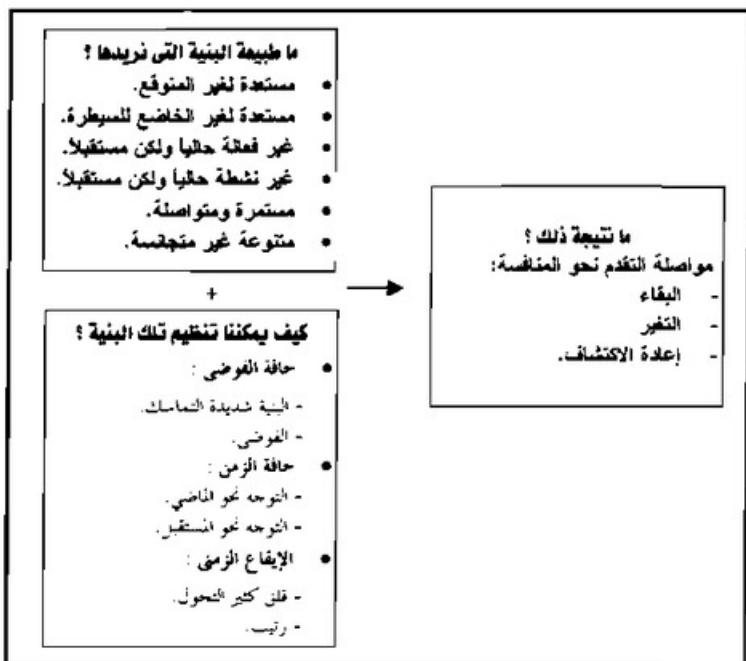 ما طبيعة البنية التى نريدها ؟
• مستعدة لغير المتوقع.
• مستعدة لغير الخاضع للسيطرة.
• غير فعالة حالياً ولكن مستقبلاً.
• غير نشطة حالياً ولكن مستقبلاً.
• مستمرة ومتواصلة.
• متنوعة غير متجانسة.
+
كيف يمكننا تنظيم تلك البنية ؟
• حافة الفوضى :
- البنية شديدة التماسك.
- الفوضى.
• حافة الزمن :
- التوجه نحو الماضي.
- التوجه نحو المستقبل.
• الإيقاع الزمنى :
- قلق كثير التحول.
- رتيب.
ما نتيجة ذلك ؟
مواصلة التقدم نحو المنافسة:
- البقاء
- التغير
- إعادة الاكتشاف.